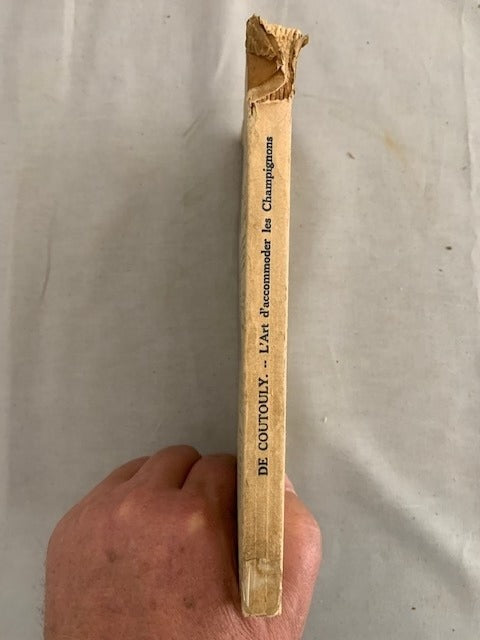 DE COUTOULY. -- L'Art d'accommoder les Champignons